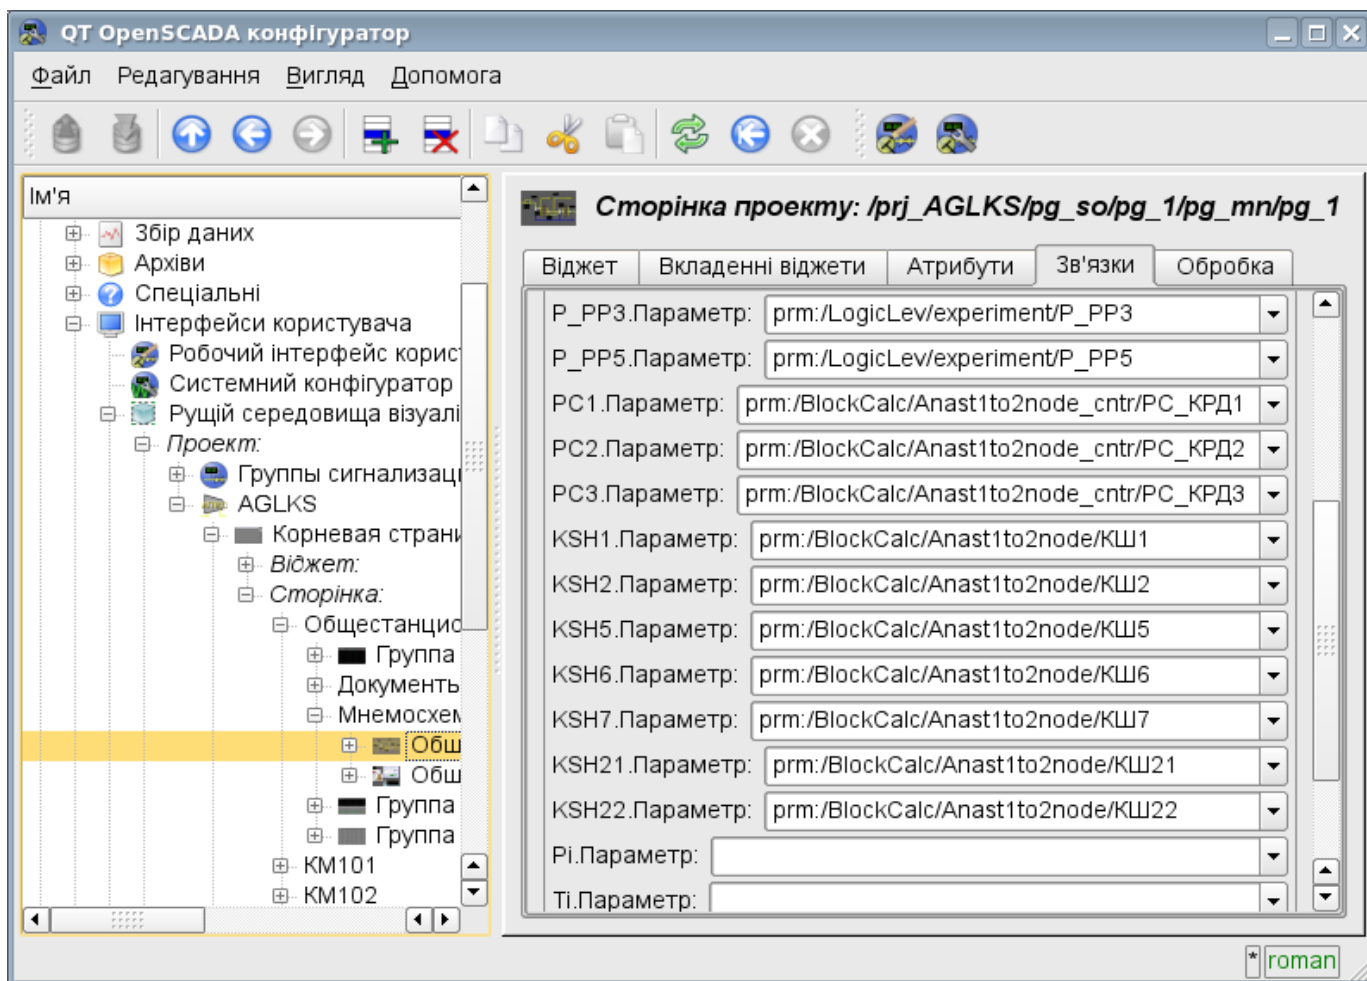 QT OpenSCADA конфігуратор
Файл Редагування Вигляд Допомога
Ім'я
Збір даних
Архіви
Спеціальні
Інтерфейси користувача
Робочий інтерфейс корис
Системний конфігуратор
Рушій середовища візуалі
Проект:
Группы сигнализац
AGLKS
Корневая страни
Віджет:
Сторінка:
Общестанцио
Группа
Документы
Мнемосхем
Общ
Общ
Группа
Группа
КМ101
КМ102
Сторінка проекту: /prj_AGLKS/pg_so/pg_1/pg_mn/pg_1
Віджет Вкладенні віджети Атрибути Зв'язки Обробка
P_PP3.Параметр: prm:/LogicLev/experiment/P_PP3
P_PP5.Параметр: prm:/LogicLev/experiment/P_PP5
PC1.Параметр: prm:/BlockCalc/Anast1to2node_cntr/PC_КРД1
PC2.Параметр: prm:/BlockCalc/Anast1to2node_cntr/PC_КРД2
PC3.Параметр: prm:/BlockCalc/Anast1to2node_cntr/PC_КРД3
KSH1.Параметр: prm:/BlockCalc/Anast1to2node/КШ1
KSH2.Параметр: prm:/BlockCalc/Anast1to2node/КШ2
KSH5.Параметр: prm:/BlockCalc/Anast1to2node/КШ5
KSH6.Параметр: prm:/BlockCalc/Anast1to2node/КШ6
KSH7.Параметр: prm:/BlockCalc/Anast1to2node/КШ7
KSH21.Параметр: prm:/BlockCalc/Anast1to2node/КШ21
KSH22.Параметр: prm:/BlockCalc/Anast1to2node/КШ22
Pi.Параметр:
Ti.Параметр:
* roman